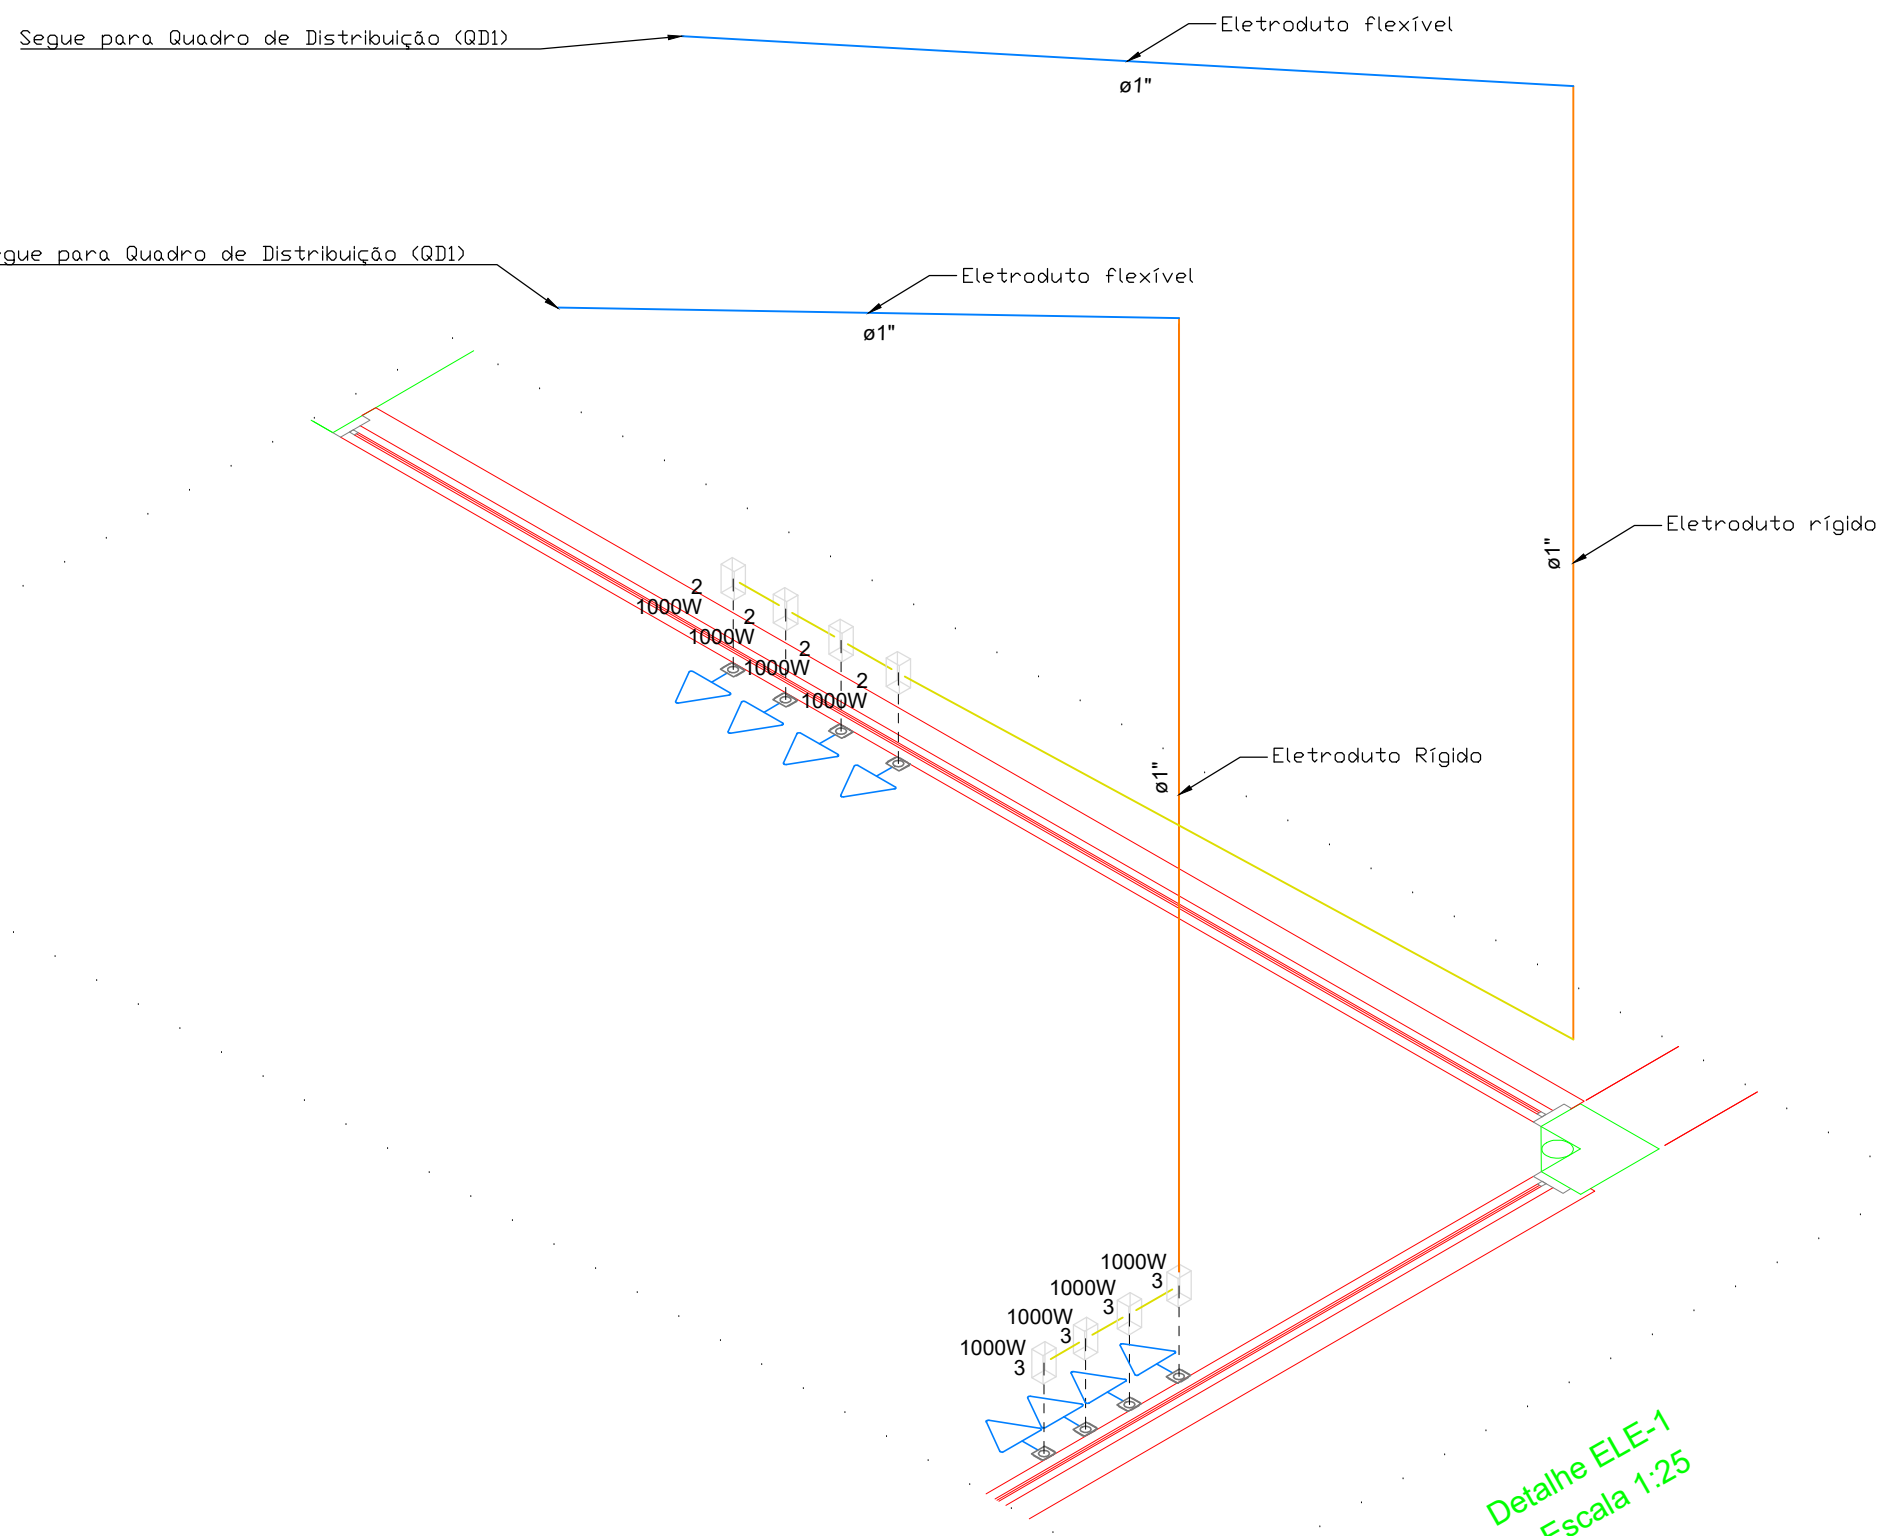 Segue para Quadro de Distribuição (QD1)
Eletroduto flexível
ø1"
para Quadro de Distribuição (QD1)
Eletroduto flexível
ø1"
Eletroduto rígido
ø1"
2
1000W
2
1000W
2
1000W
2
1000W
Eletroduto Rígido
ø1"
1000W
3
1000W
3
1000W
3
1000W
3
Detalhe ELE-1
Escala 1:25